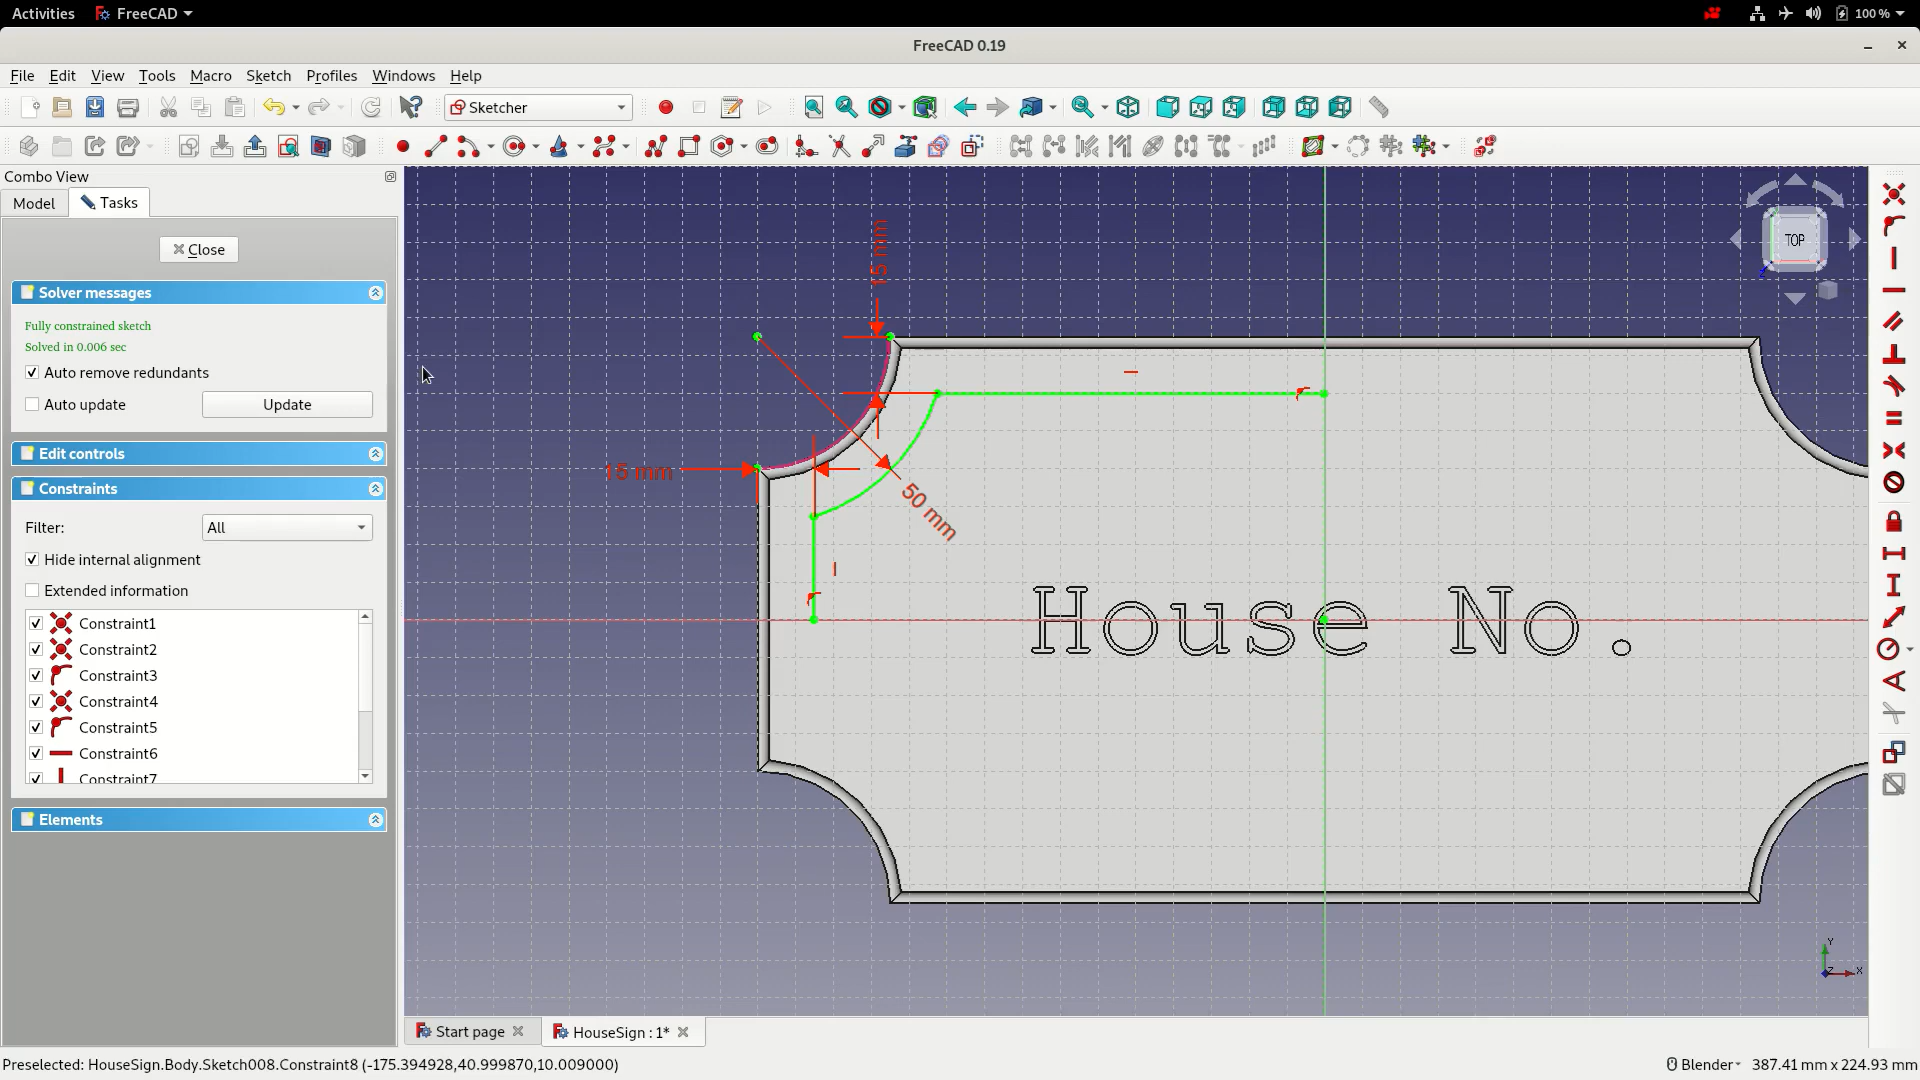 Activities FreeCAD 100 %
FreeCAD 0.19
File Edit View Tools Macro Sketch Profiles Windows Help
Sketcher
Combo View
Model Tasks
Close
Solver messages
Fully constrained sketch
Solved in 0.006 sec
Auto remove redundants
Auto update Update
Edit controls
Constraints
Filter: All
Hide internal alignment
Extended information
Constraint1
Constraint2
Constraint3
Constraint4
Constraint5
Constraint6
Constraint7
Elements
TOP
Z
15 mm
15 mm
50 mm
House No.
Y
Z X
Start page HouseSign : 1*
Preselected: HouseSign.Body.Sketch008.Constraint8 (-175.394928,40.999870,10.009000) Blender 387.41 mm x 224.93 mm